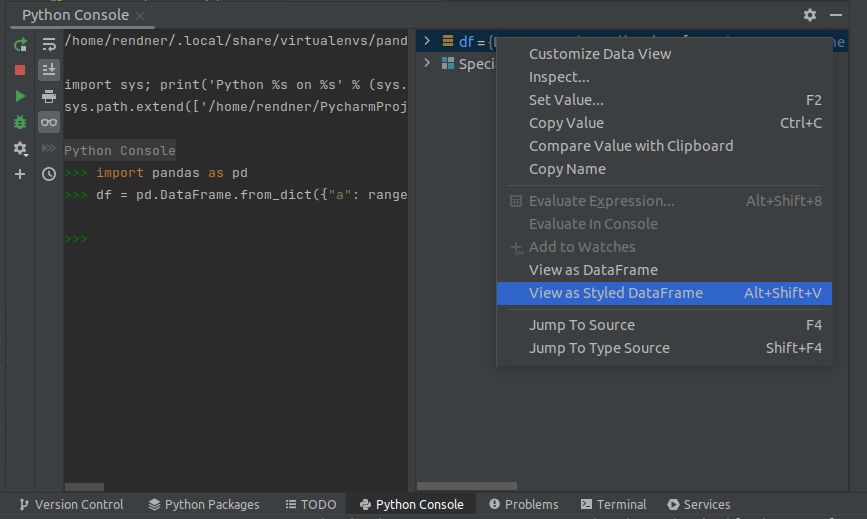 Python Console
/home/rendner/.local/share/virtualenvs/pand
import sys; print('Python %s on %s' % (sys.
sys.path.extend(['/home/rendner/PycharmProj
Python Console
>>> import pandas as pd
>>> df = pd.DataFrame.from_dict({"a": range
>>>
df = {
Specia
Customize Data View
Inspect...
Set Value... F2
Copy Value Ctrl+C
Compare Value with Clipboard
Copy Name
Evaluate Expression... Alt+Shift+8
Evaluate In Console
Add to Watches
View as DataFrame
View as Styled DataFrame Alt+Shift+V
Jump To Source F4
Jump To Type Source Shift+F4
Version Control Python Packages TODO Python Console Problems Terminal Services